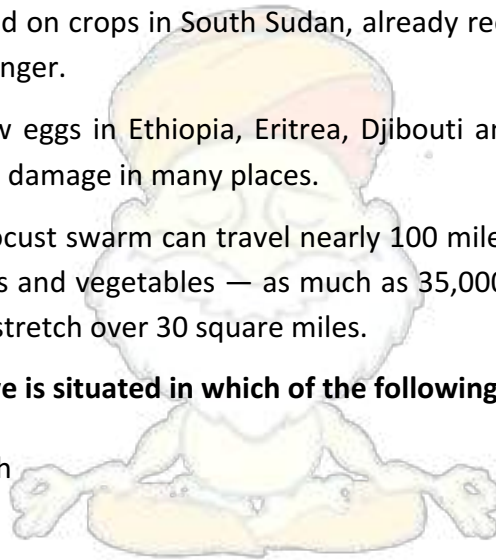 d on crops in South Sudan, already re
nger.
w eggs in Ethiopia, Eritrea, Djibouti a
damage in many places.
ocust swarm can travel nearly 100 mile
s and vegetables — as much as 35,000
stretch over 30 square miles.
e is situated in which of the following